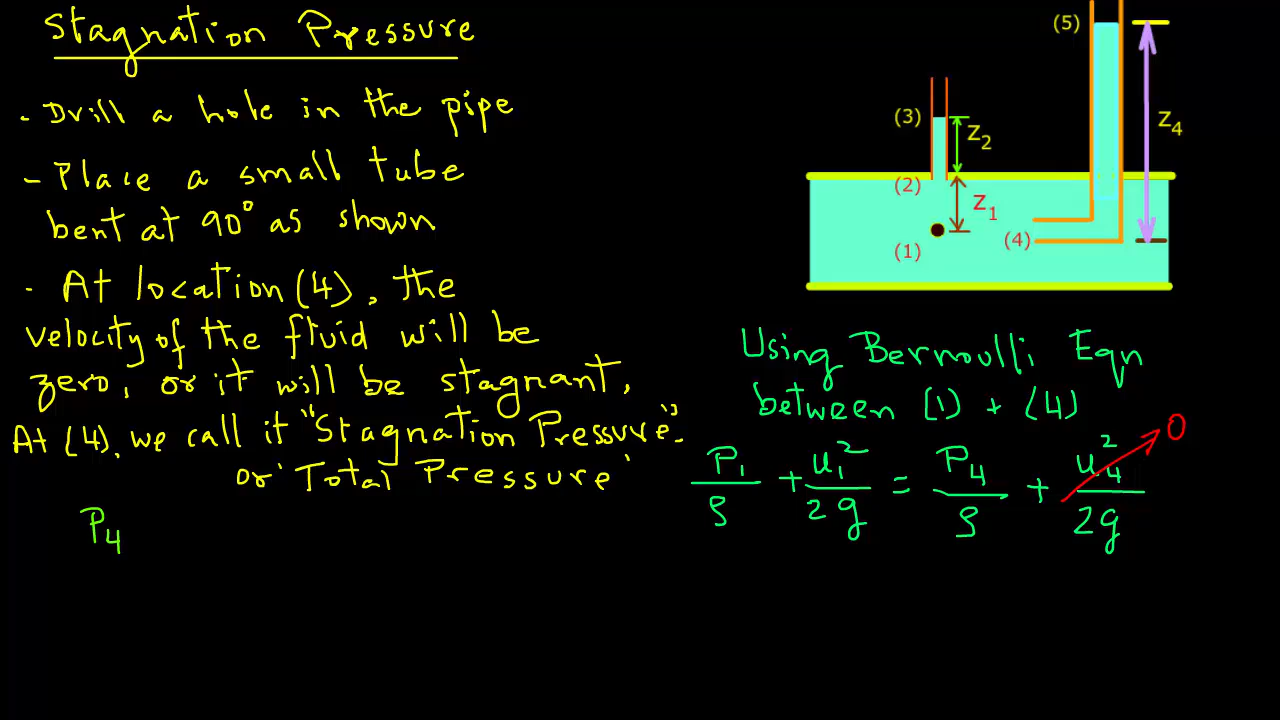 Stagnation Pressure
. Drill a hole in the pipe
- Place a small tube
bent at 90° as shown
. At location (4), the
velocity of the fluid will be
zero, or it will be stagnant.
At (4), we call it "Stagnation Pressure"
or "Total Pressure"
P4
(5)
(3)
z2
z4
(2)
z1
(4)
(1)
Using Bernoulli Eqn
between (1) + (4)
P1/ρ + u1²/2g = P4/ρ + u4²/2g 0